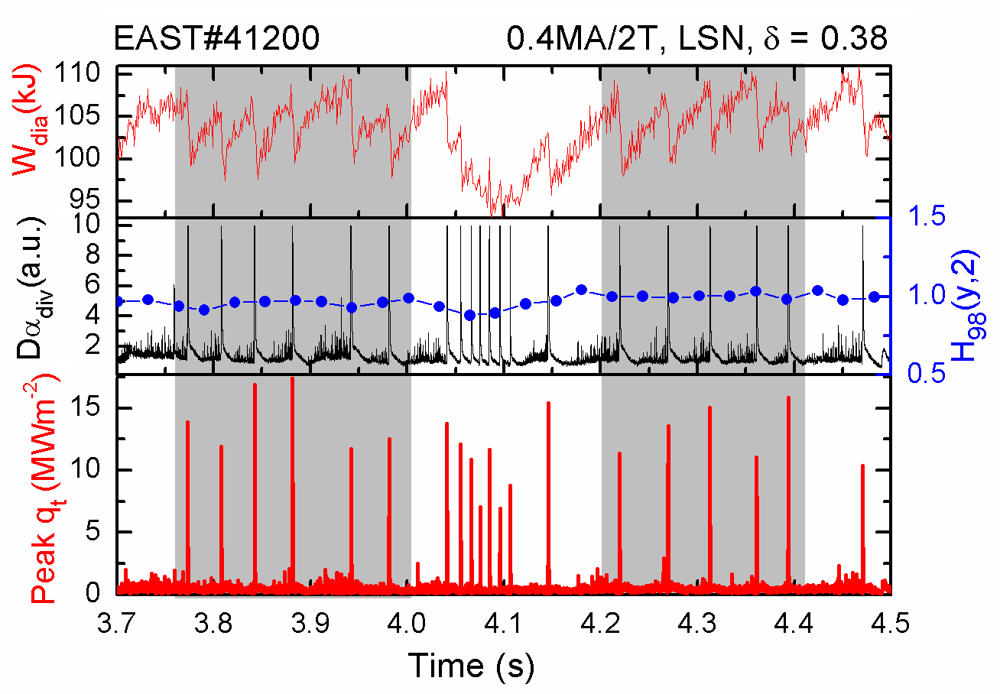 EAST#41200 0.4MA/2T, LSN, δ = 0.38
W_dia(kJ)
110
105
100
95
Dα_div(a.u.)
10
8
6
4
2
H_98(y,2)
1.5
1.0
0.5
Peak q_t (MWm^-2)
15
10
5
0
3.7 3.8 3.9 4.0 4.1 4.2 4.3 4.4 4.5
Time (s)